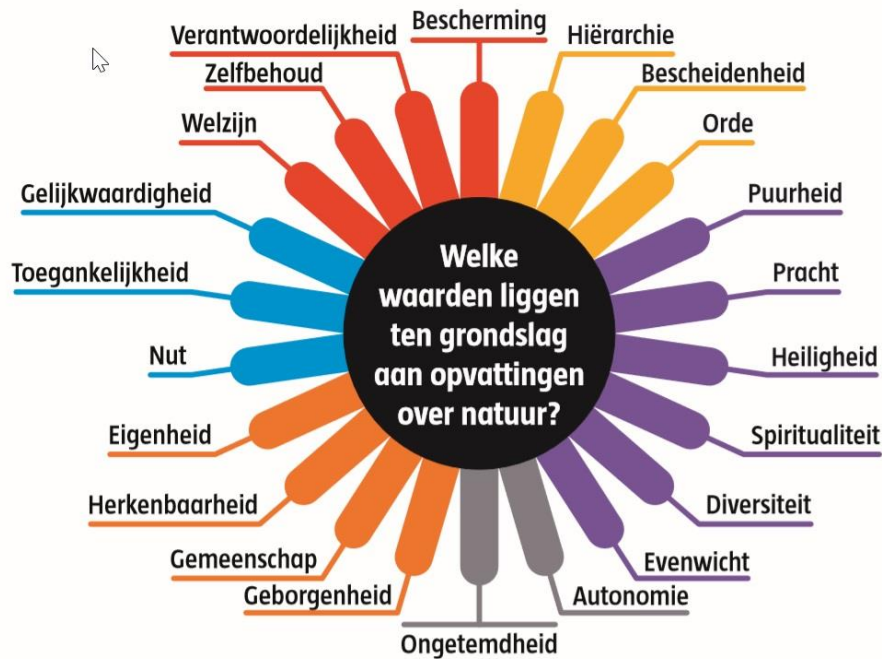 Bescherming
Hiërarchie
Bescheidenheid
Orde
Puurheid
Pracht
Heiligheid
Spiritualiteit
Diversiteit
Evenwicht
Autonomie
Ongetemdheid
Geborgenheid
Gemeenschap
Herkenbaarheid
Eigenheid
Nut
Toegankelijkheid
Gelijkwaardigheid
Welzijn
Zelfbehoud
Verantwoordelijkheid
Welke
waarden liggen
ten grondslag
aan opvattingen
over natuur?